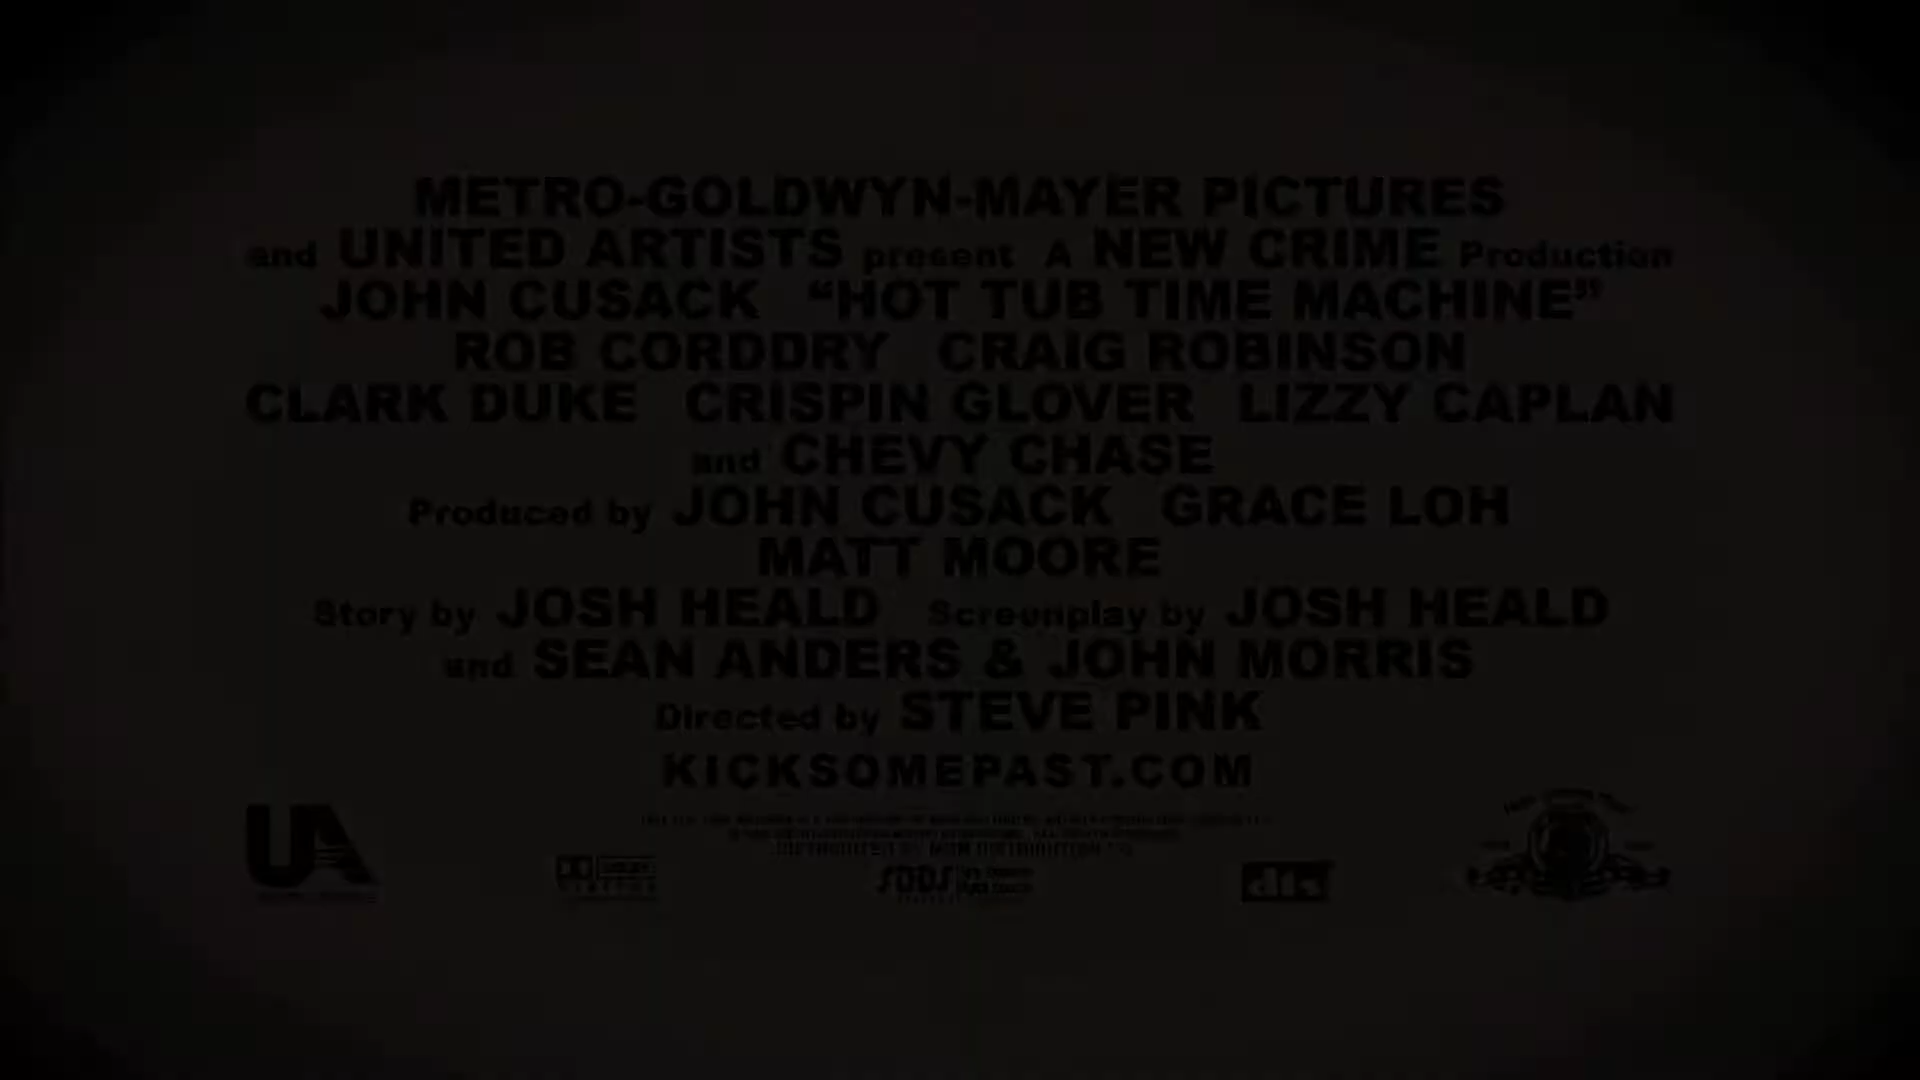 METRO-GOLDWYN-MAYER PICTURES
and UNITED ARTISTS present A NEW CRIME Production
JOHN CUSACK “HOT TUB TIME MACHINE”
ROB CORDDRY CRAIG ROBINSON
CLARK DUKE CRISPIN GLOVER LIZZY CAPLAN
and CHEVY CHASE
Produced by JOHN CUSACK GRACE LOH
MATT MOORE
Story by JOSH HEALD Screenplay by JOSH HEALD
and SEAN ANDERS & JOHN MORRIS
Directed by STEVE PINK
KICKSOMEPAST.COM
UA
SDDS
dts